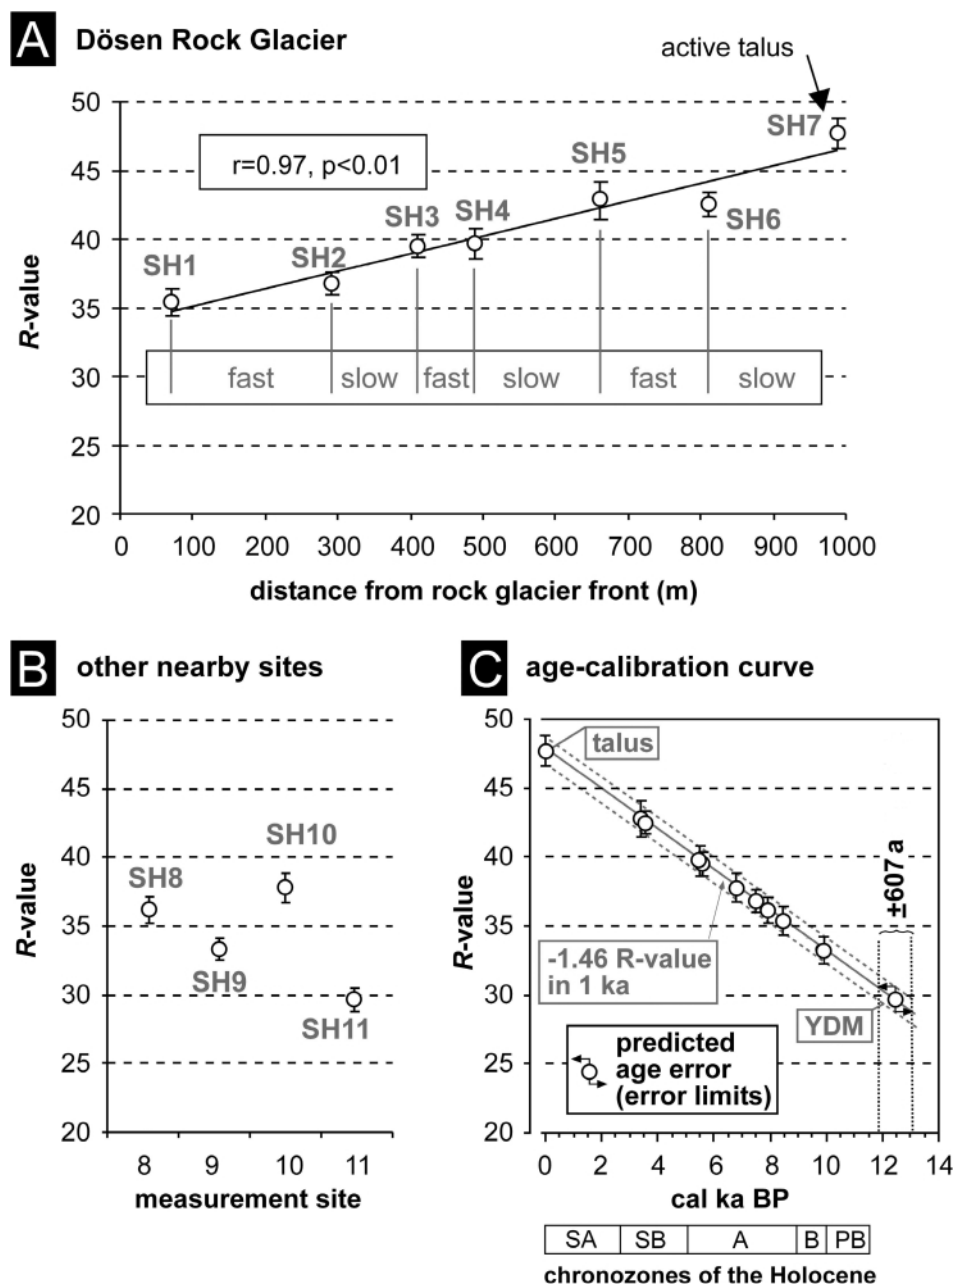 A Dösen Rock Glacier
active talus
50
SH7
r=0.97, p<0.01
SH5
45
SH3 SH4
SH6
40
SH1
SH2
35
30
fast slow fast slow fast slow
25
20
R-value
0 100 200 300 400 500 600 700 800 900 1000
distance from rock glacier front (m)
B other nearby sites
50
45
SH10
40
SH8
35
SH9
30
SH11
25
20
R-value
8 9 10 11
measurement site
C age-calibration curve
50
talus
45
40
±607 a
35
-1.46 R-value
in 1 ka
30
YDM
predicted
age error
(error limits)
25
20
R-value
0 2 4 6 8 10 12 14
cal ka BP
SA SB A B PB
chronozones of the Holocene